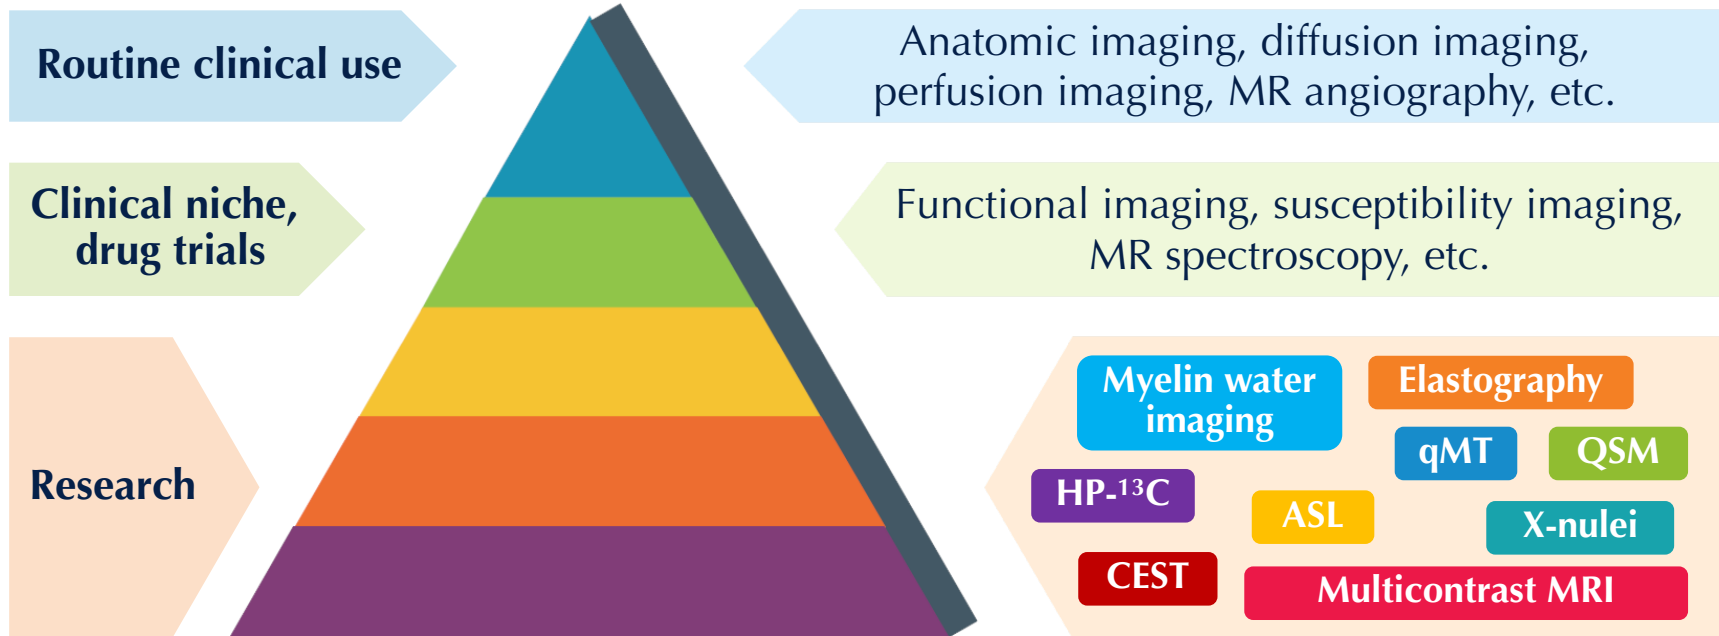 Routine clinical use
Anatomic imaging, diffusion imaging,
perfusion imaging, MR angiography, etc.
Clinical niche,
drug trials
Functional imaging, susceptibility imaging,
MR spectroscopy, etc.
Research
Myelin water
imaging
Elastography
qMT
QSM
HP-¹³C
ASL
X-nulei
CEST
Multicontrast MRI